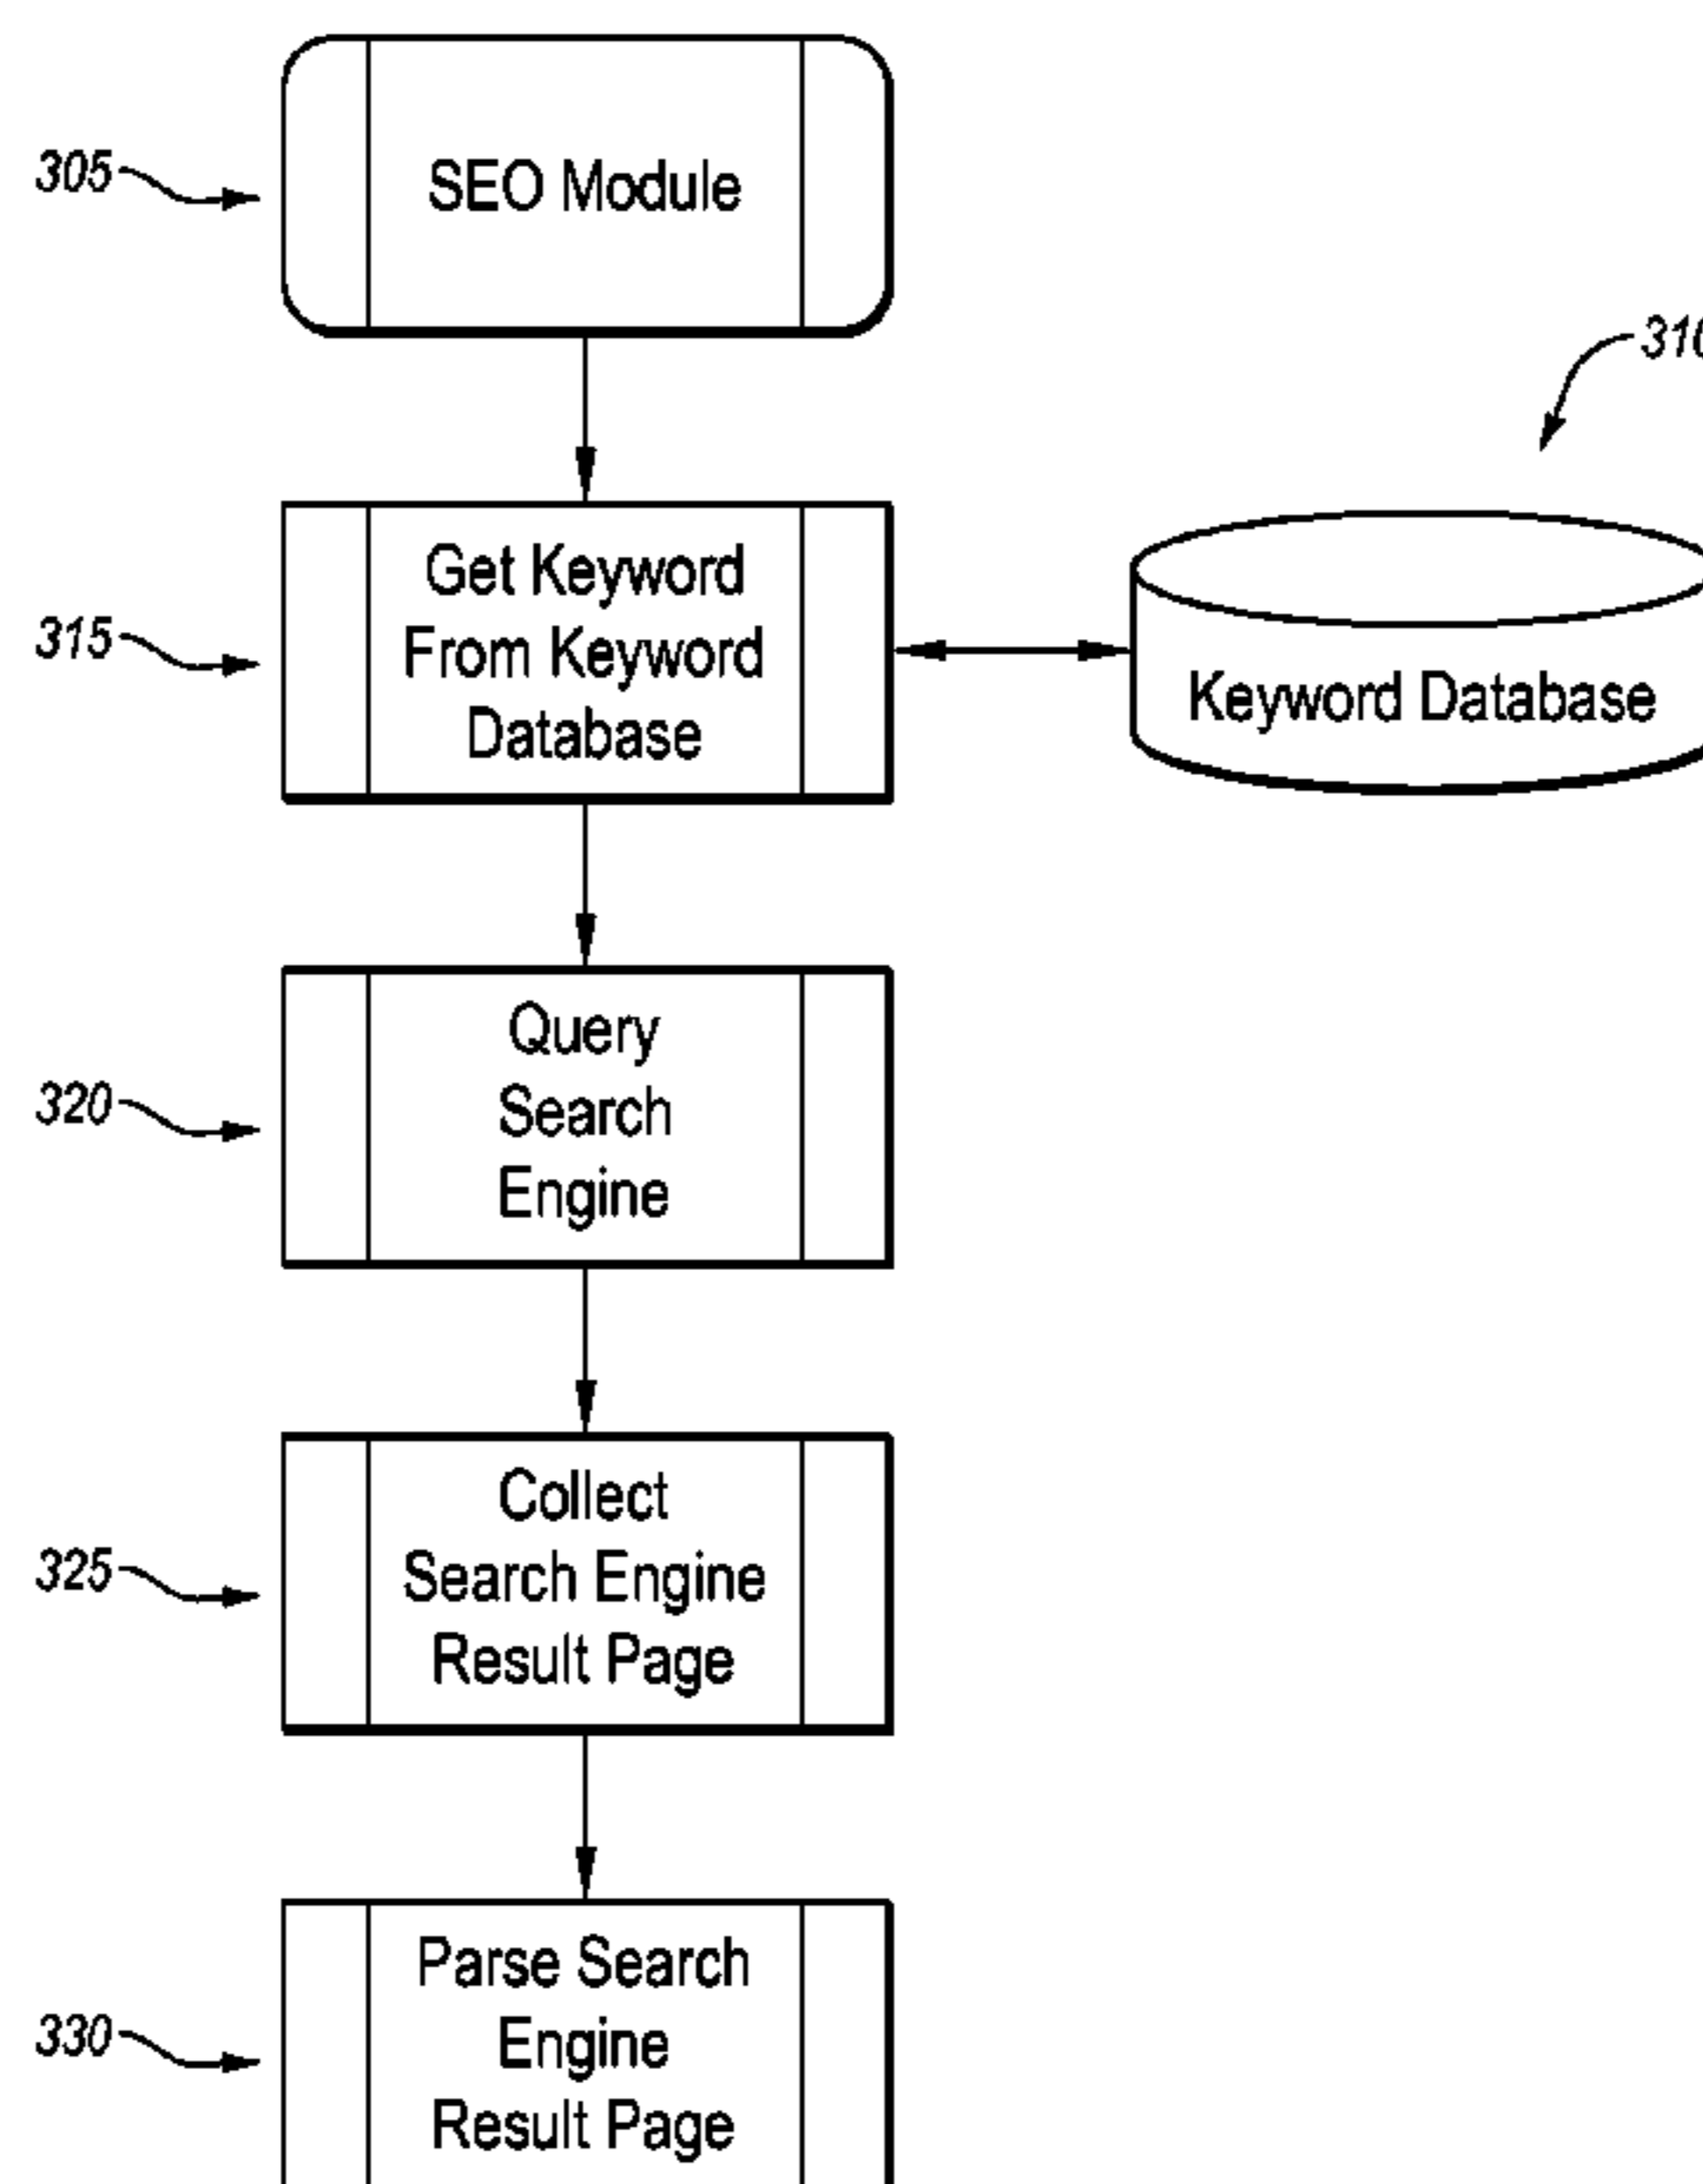 305
SEO Module
310
315
Get Keyword
From Keyword
Database
Keyword Database
320
Query
Search
Engine
325
Collect
Search Engine
Result Page
330
Parse Search
Engine
Result Page